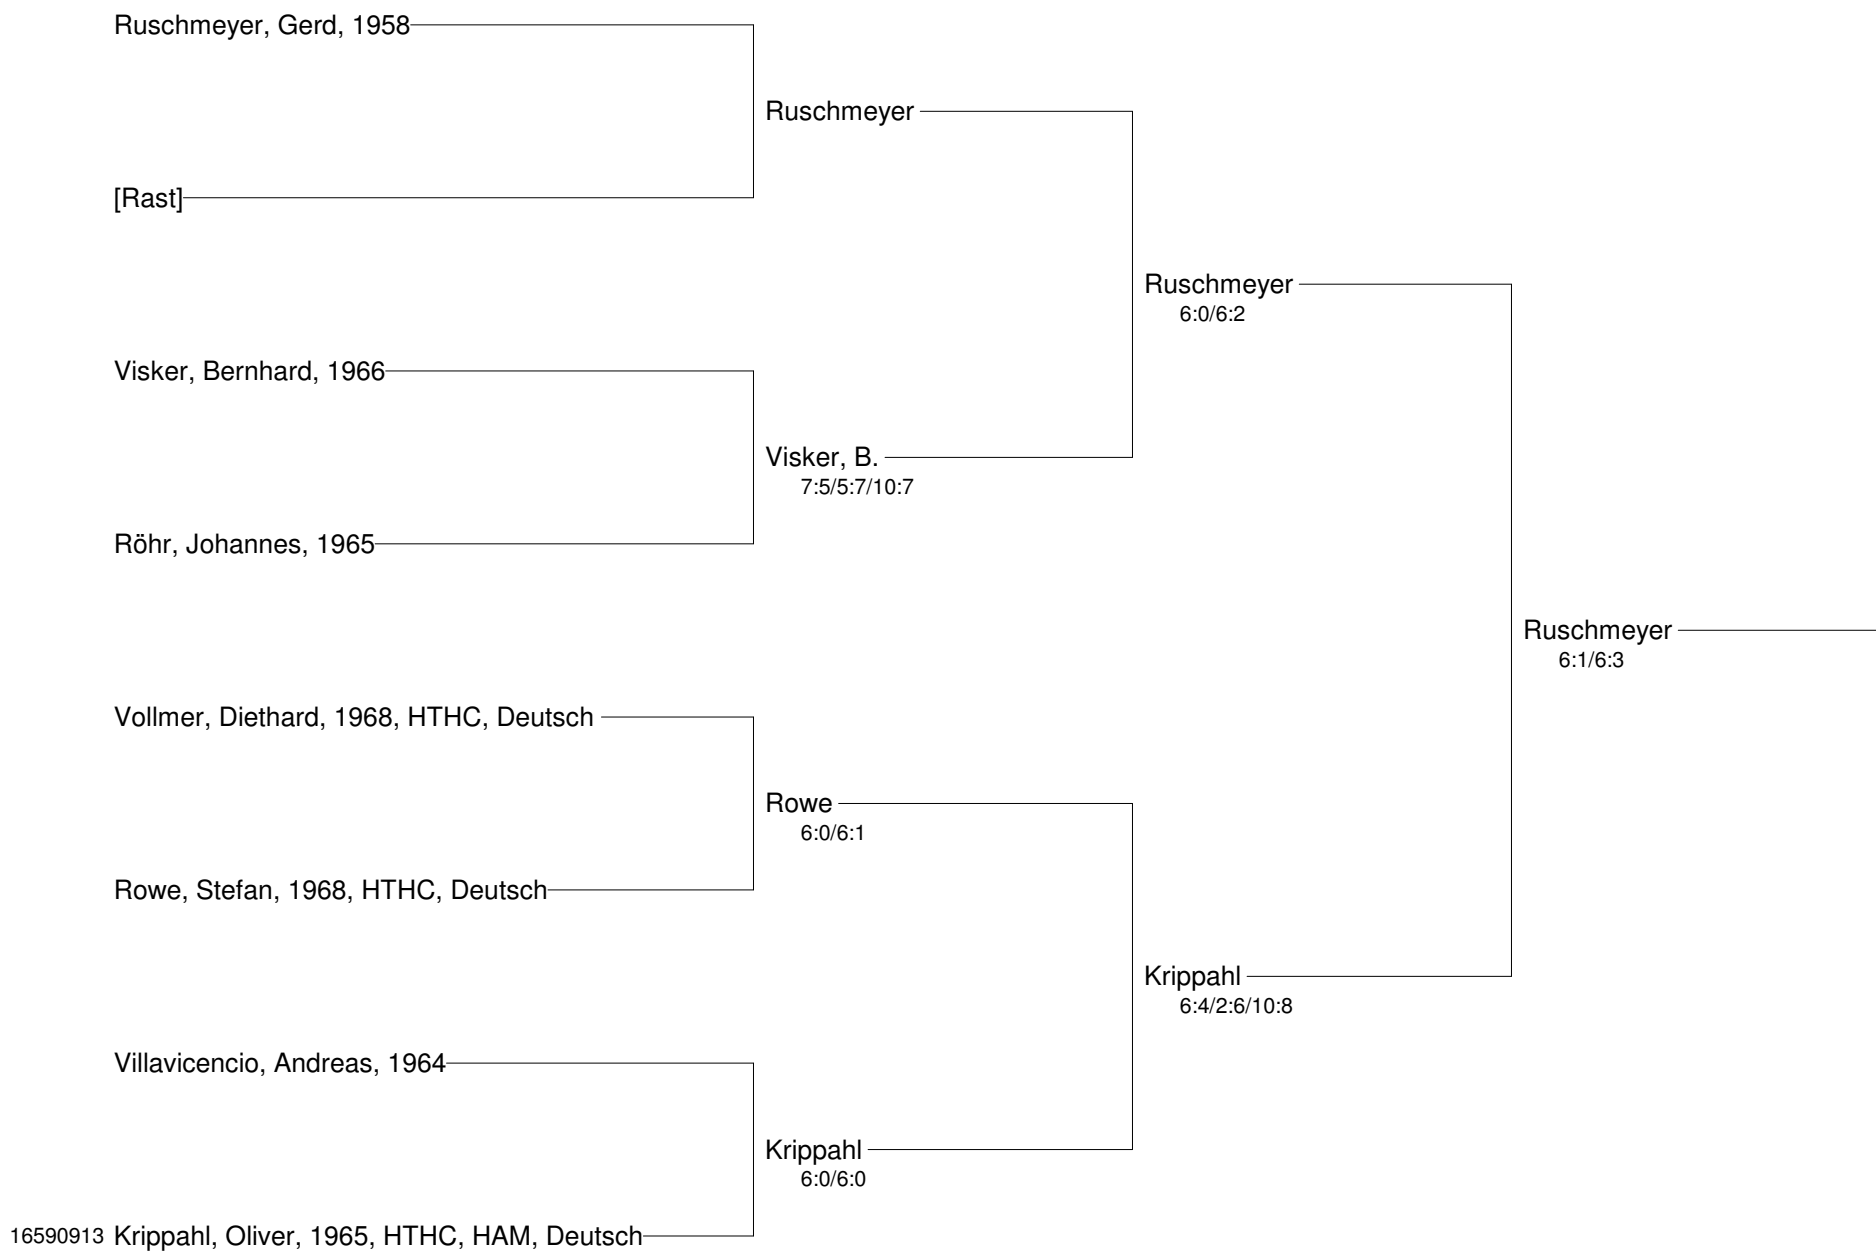 Ruschmeyer, Gerd, 1958
Ruschmeyer
[Rast]
Ruschmeyer
6:0/6:2
Visker, Bernhard, 1966
Visker, B.
7:5/5:7/10:7
Röhr, Johannes, 1965
Ruschmeyer
6:1/6:3
Vollmer, Diethard, 1968, HTHC, Deutsch
Rowe
6:0/6:1
Rowe, Stefan, 1968, HTHC, Deutsch
Krippahl
6:4/2:6/10:8
Villavicencio, Andreas, 1964
Krippahl
6:0/6:0
16590913 Krippahl, Oliver, 1965, HTHC, HAM, Deutsch